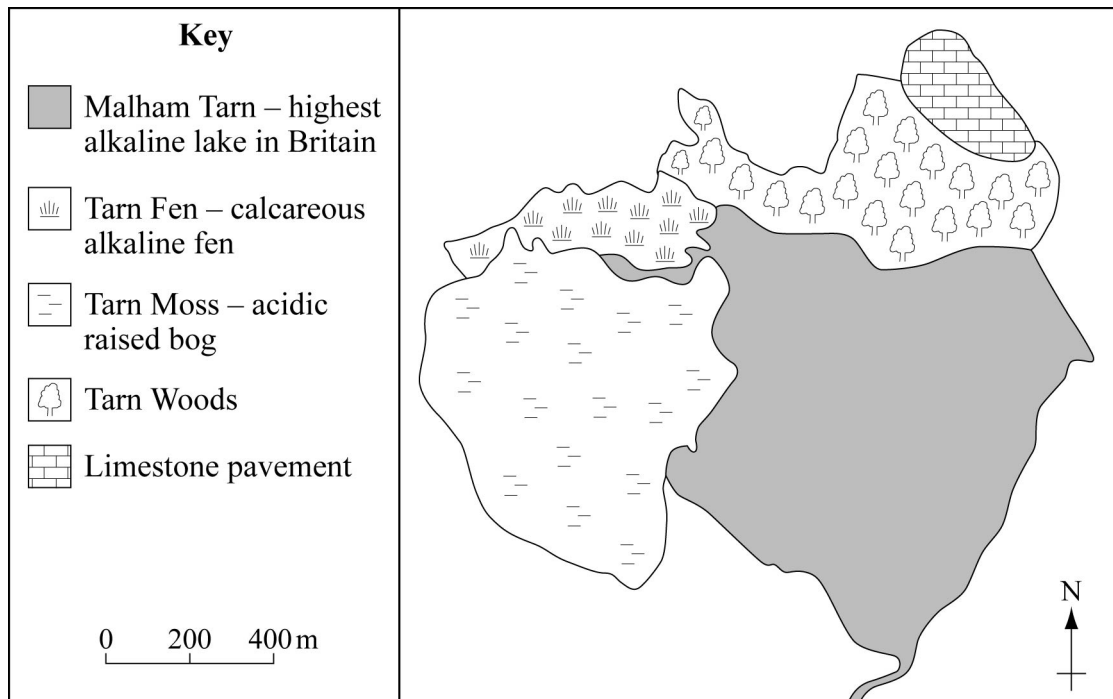 Key
Malham Tarn – highest
alkaline lake in Britain
Tarn Fen – calcareous
alkaline fen
Tarn Moss – acidic
raised bog
Tarn Woods
Limestone pavement
0 200 400 m
N